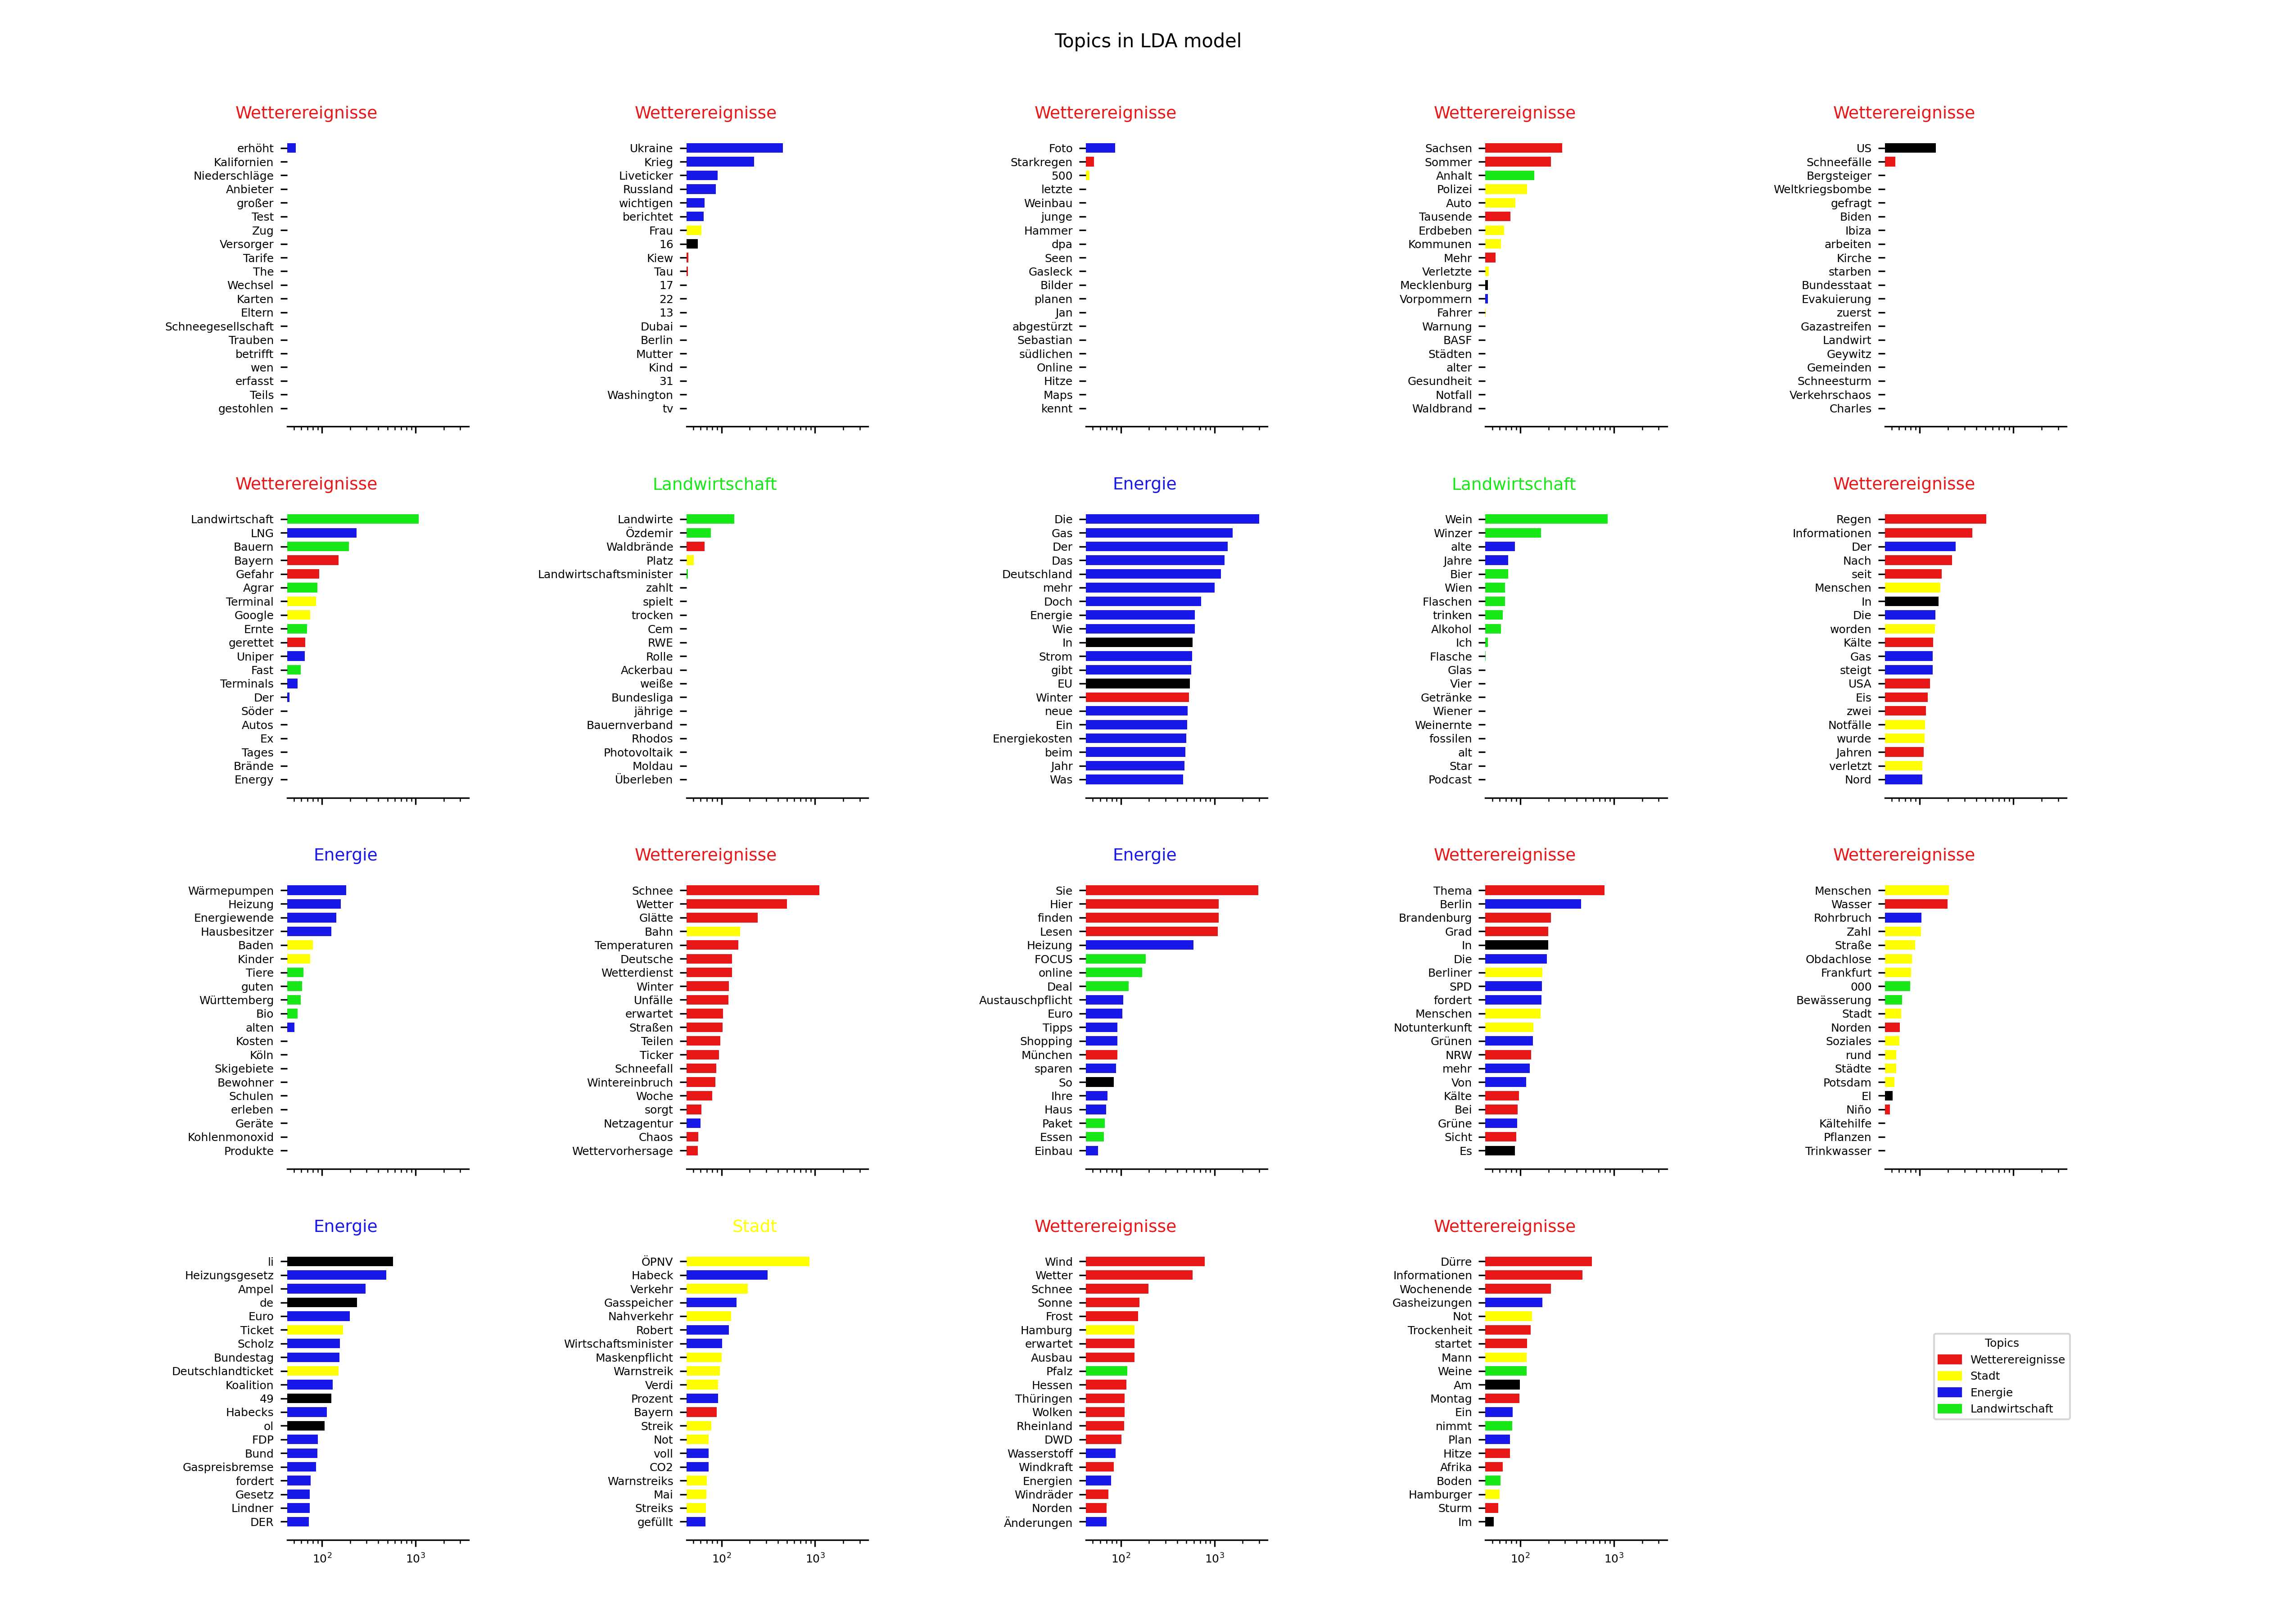 Topics in LDA model
Wetterereignisse
erhöht
Kalifornien
Niederschläge
Anbieter
großer
Test
Zug
Versorger
Tarife
The
Wechsel
Karten
Eltern
Schneegesellschaft
Trauben
betrifft
wen
erfasst
Teils
gestohlen
Wetterereignisse
Ukraine
Krieg
Liveticker
Russland
wichtigen
berichtet
Frau
16
Kiew
Tau
17
22
13
Dubai
Berlin
Mutter
Kind
31
Washington
tv
Wetterereignisse
Foto
Starkregen
500
letzte
Weinbau
junge
Hammer
dpa
Seen
Gasleck
Bilder
planen
Jan
abgestürzt
Sebastian
südlichen
Online
Hitze
Maps
kennt
Wetterereignisse
Sachsen
Sommer
Anhalt
Polizei
Auto
Tausende
Erdbeben
Kommunen
Mehr
Verletzte
Mecklenburg
Vorpommern
Fahrer
Warnung
BASF
Städten
alter
Gesundheit
Notfall
Waldbrand
Wetterereignisse
US
Schneefälle
Bergsteiger
Weltkriegsbombe
gefragt
Biden
Ibiza
arbeiten
Kirche
starben
Bundesstaat
Evakuierung
zuerst
Gazastreifen
Landwirt
Geywitz
Gemeinden
Schneesturm
Verkehrschaos
Charles
Wetterereignisse
Landwirtschaft
LNG
Bauern
Bayern
Gefahr
Agrar
Terminal
Google
Ernte
gerettet
Uniper
Fast
Terminals
Der
Söder
Autos
Ex
Tages
Brände
Energy
Landwirtschaft
Landwirte
Özdemir
Waldbrände
Platz
Landwirtschaftsminister
zahlt
spielt
trocken
Cem
RWE
Rolle
Ackerbau
weiße
Bundesliga
jährige
Bauernverband
Rhodos
Photovoltaik
Moldau
Überleben
Energie
Die
Gas
Der
Das
Deutschland
mehr
Doch
Energie
Wie
In
Strom
gibt
EU
Winter
neue
Ein
Energiekosten
beim
Jahr
Was
Landwirtschaft
Wein
Winzer
alte
Jahre
Bier
Wien
Flaschen
trinken
Alkohol
Ich
Flasche
Glas
Vier
Getränke
Wiener
Weinernte
fossilen
alt
Star
Podcast
Wetterereignisse
Regen
Informationen
Der
Nach
seit
Menschen
In
Die
worden
Kälte
Gas
steigt
USA
Eis
zwei
Notfälle
wurde
Jahren
verletzt
Nord
Energie
Wärmepumpen
Heizung
Energiewende
Hausbesitzer
Baden
Kinder
Tiere
guten
Württemberg
Bio
alten
Kosten
Köln
Skigebiete
Bewohner
Schulen
erleben
Geräte
Kohlenmonoxid
Produkte
Wetterereignisse
Schnee
Wetter
Glätte
Bahn
Temperaturen
Deutsche
Wetterdienst
Winter
Unfälle
erwartet
Straßen
Teilen
Ticker
Schneefall
Wintereinbruch
Woche
sorgt
Netzagentur
Chaos
Wettervorhersage
Energie
Sie
Hier
finden
Lesen
Heizung
FOCUS
online
Deal
Austauschpflicht
Euro
Tipps
Shopping
München
sparen
So
Ihre
Haus
Paket
Essen
Einbau
Wetterereignisse
Thema
Berlin
Brandenburg
Grad
In
Die
Berliner
SPD
fordert
Menschen
Notunterkunft
Grünen
NRW
mehr
Von
Kälte
Bei
Grüne
Sicht
Es
Wetterereignisse
Menschen
Wasser
Rohrbruch
Zahl
Straße
Obdachlose
Frankfurt
000
Bewässerung
Stadt
Norden
Soziales
rund
Städte
Potsdam
El
Niño
Kältehilfe
Pflanzen
Trinkwasser
Energie
li
Heizungsgesetz
Ampel
de
Euro
Ticket
Scholz
Bundestag
Deutschlandticket
Koalition
49
Habecks
ol
FDP
Bund
Gaspreisbremse
fordert
Gesetz
Lindner
DER
10² 10³
Stadt
ÖPNV
Habeck
Verkehr
Gasspeicher
Nahverkehr
Robert
Wirtschaftsminister
Maskenpflicht
Warnstreik
Verdi
Prozent
Bayern
Streik
Not
voll
CO2
Warnstreiks
Mai
Streiks
gefüllt
10² 10³
Wetterereignisse
Wind
Wetter
Schnee
Sonne
Frost
Hamburg
erwartet
Ausbau
Pfalz
Hessen
Thüringen
Wolken
Rheinland
DWD
Wasserstoff
Windkraft
Energien
Windräder
Norden
Änderungen
10² 10³
Wetterereignisse
Dürre
Informationen
Wochenende
Gasheizungen
Not
Trockenheit
startet
Mann
Weine
Am
Montag
Ein
nimmt
Plan
Hitze
Afrika
Boden
Hamburger
Sturm
Im
10² 10³
Topics
Wetterereignisse
Stadt
Energie
Landwirtschaft